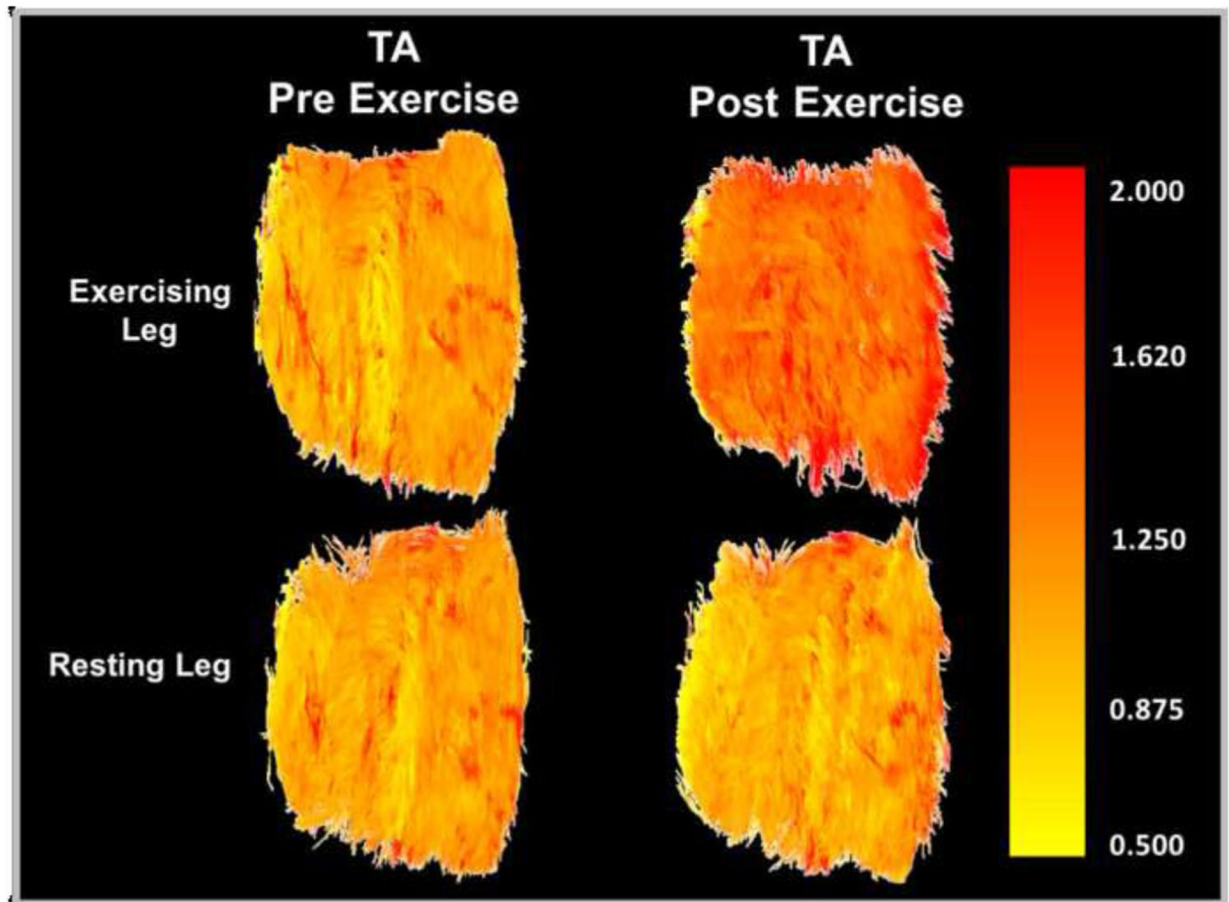 TA
Pre Exercise
TA
Post Exercise
Exercising
Leg
Resting Leg
2.000
1.620
1.250
0.875
0.500